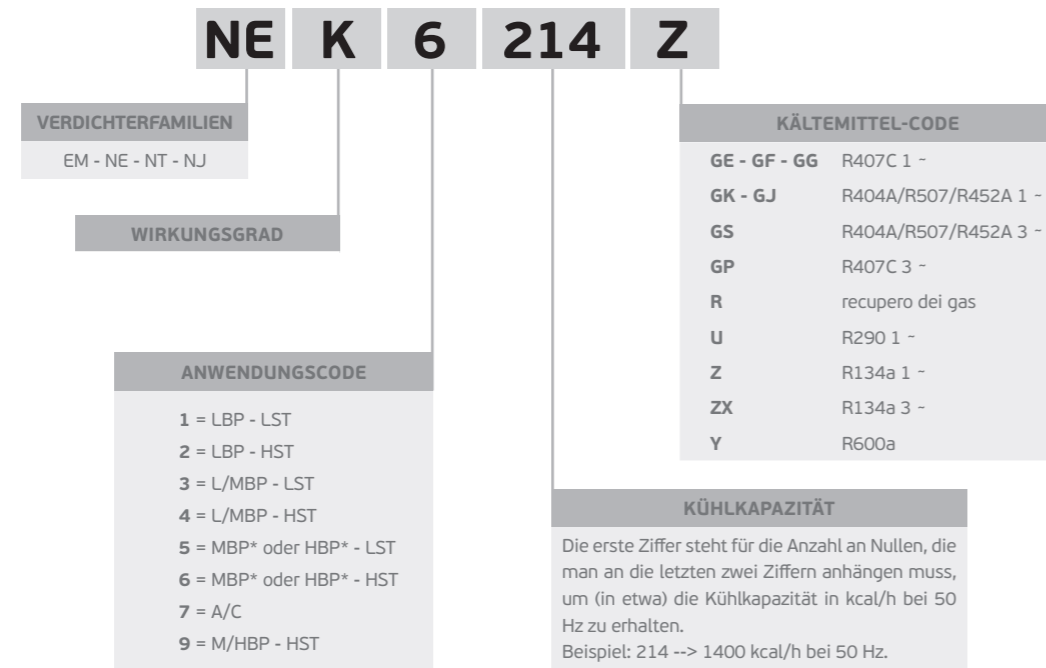 NE K 6 214 Z
VERDICHTERFAMILIEN
EM - NE - NT - NJ
WIRKUNGSGRAD
ANWENDUNGSCODE
1 = LBP - LST
2 = LBP - HST
3 = L/MBP - LST
4 = L/MBP - HST
5 = MBP* oder HBP* - LST
6 = MBP* oder HBP* - HST
7 = A/C
9 = M/HBP - HST
KÄLTEMITTEL-CODE
GE - GF - GG R407C 1 ~
GK - GJ R404A/R507/R452A 1 ~
GS R404A/R507/R452A 3 ~
GP R407C 3 ~
R recupero dei gas
U R290 1 ~
Z R134a 1 ~
ZX R134a 3 ~
Y R600a
KÜHLKAPAZITÄT
Die erste Ziffer steht für die Anzahl an Nullen, die
man an die letzten zwei Ziffern anhängen muss,
um (in etwa) die Kühlkapazität in kcal/h bei 50
Hz zu erhalten.
Beispiel: 214 --> 1400 kcal/h bei 50 Hz.